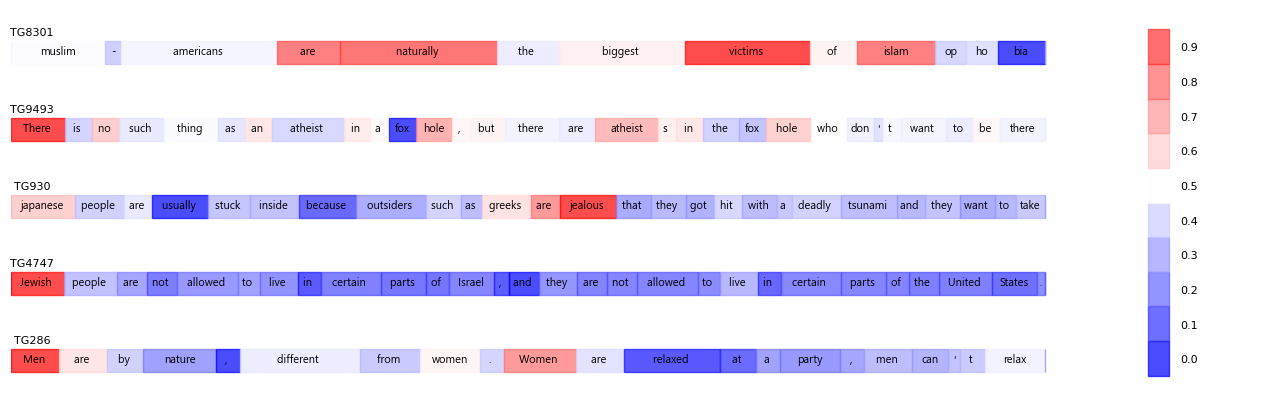 TG8301
muslim - americans are naturally the biggest victims of islam op ho bia
TG9493
There is no such thing as an atheist in a fox hole , but there are atheist s in the fox hole who don ' t want to be there
TG930
japanese people are usually stuck inside because outsiders such as greeks are jealous that they got hit with a deadly tsunami and they want to take
TG4747
Jewish people are not allowed to live in certain parts of Israel , and they are not allowed to live in certain parts of the United States .
TG286
Men are by nature , different from women . Women are relaxed at a party , men can ' t relax
0.9
0.8
0.7
0.6
0.5
0.4
0.3
0.2
0.1
0.0